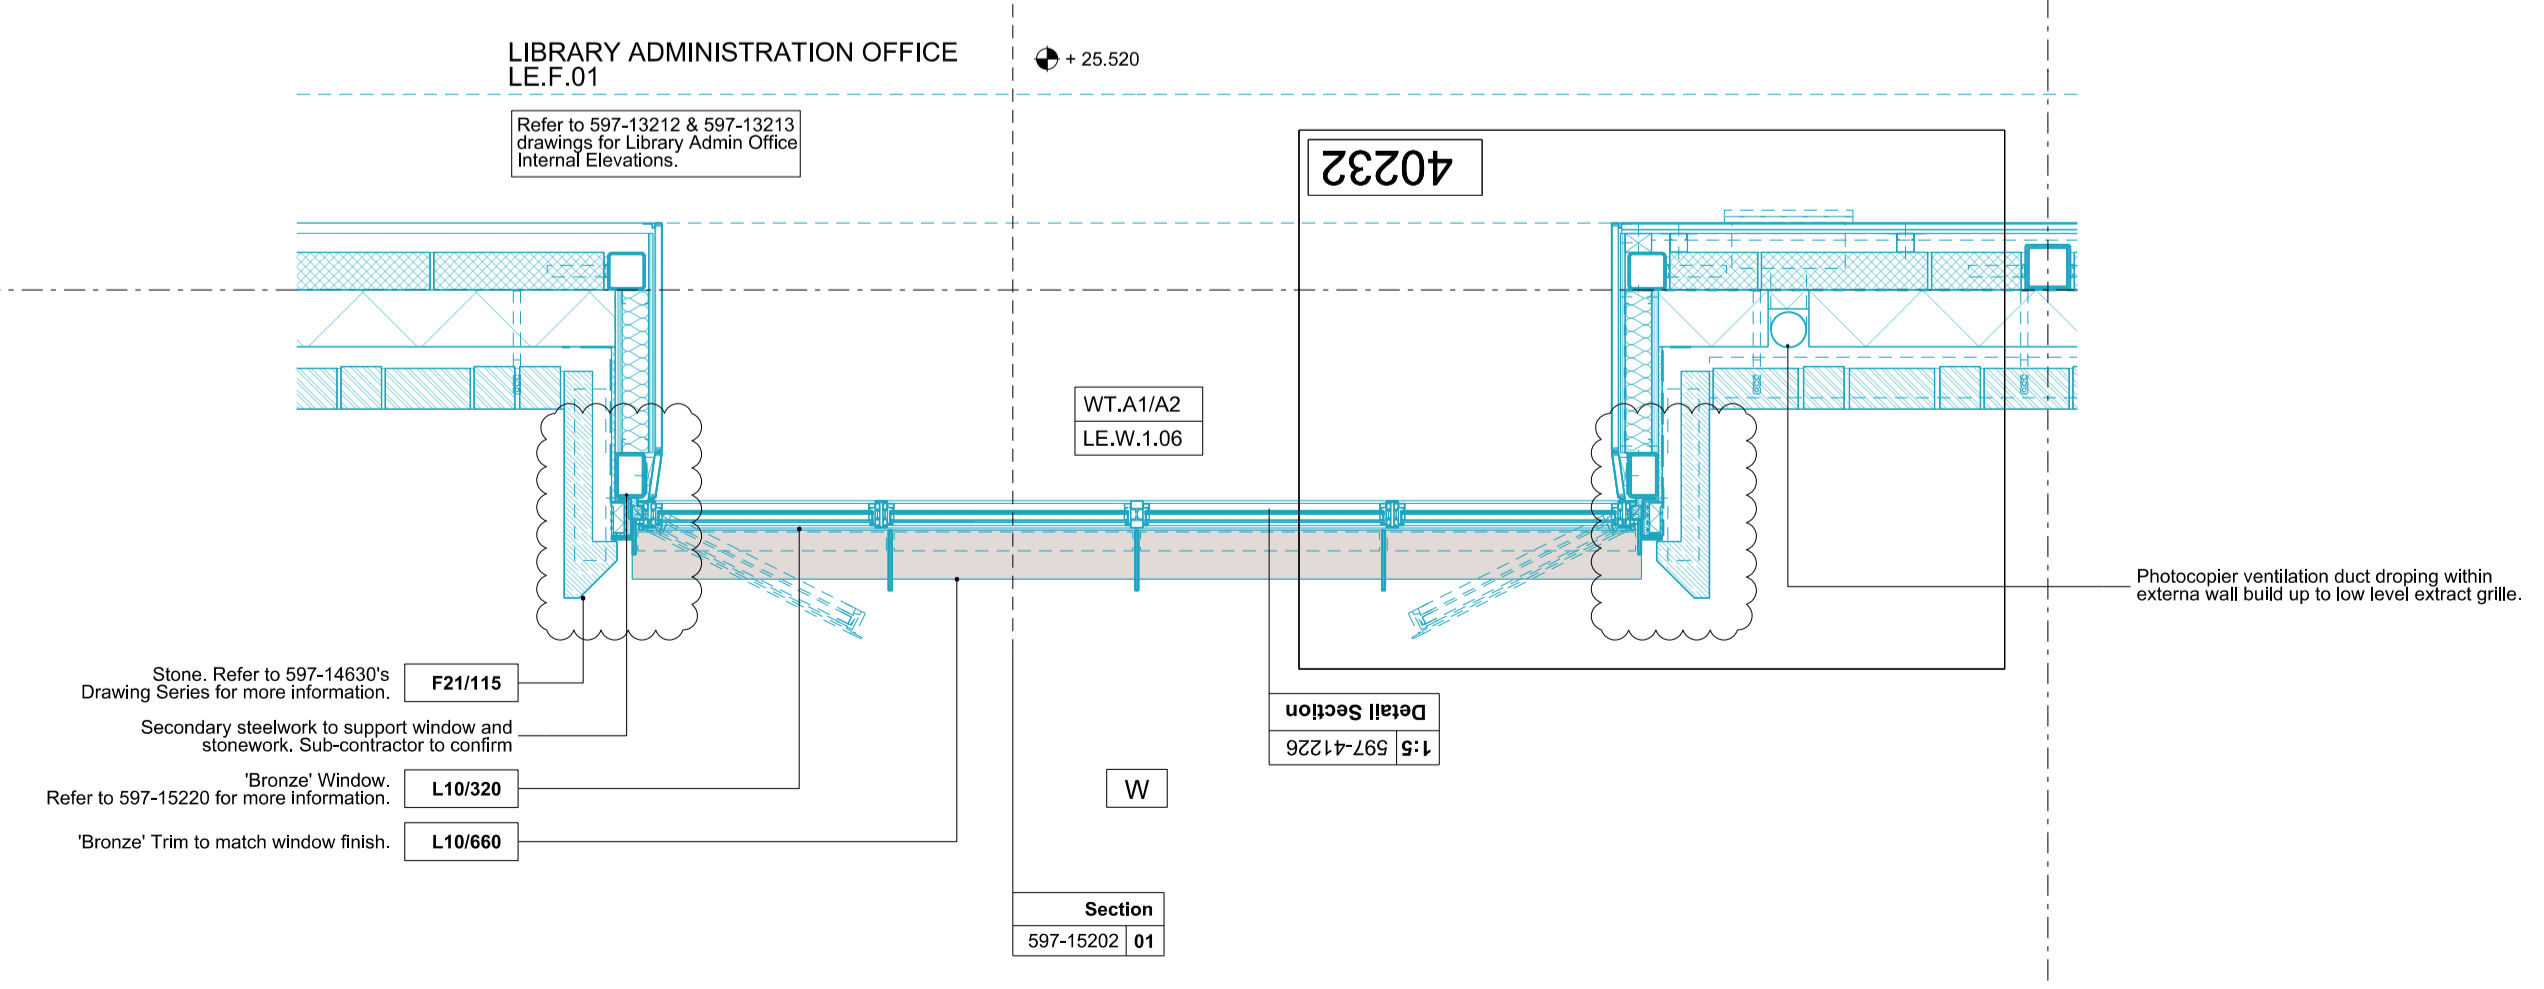 LIBRARY ADMINISTRATION OFFICE
LE.F.01
+ 25.520
Refer to 597-13212 & 597-13213
drawings for Library Admin Office
Internal Elevations.
40232
WT.A1/A2
LE.W.1.06
Photocopier ventilation duct droping within
externa wall build up to low level extract grille.
Stone. Refer to 597-14630's
Drawing Series for more information.
F21/115
Secondary steelwork to support window and
stonework. Sub-contractor to confirm
'Bronze' Window.
Refer to 597-15220 for more information.
L10/320
'Bronze' Trim to match window finish.
L10/660
Detail Section
1:5 597-41226
W
Section
597-15202 01